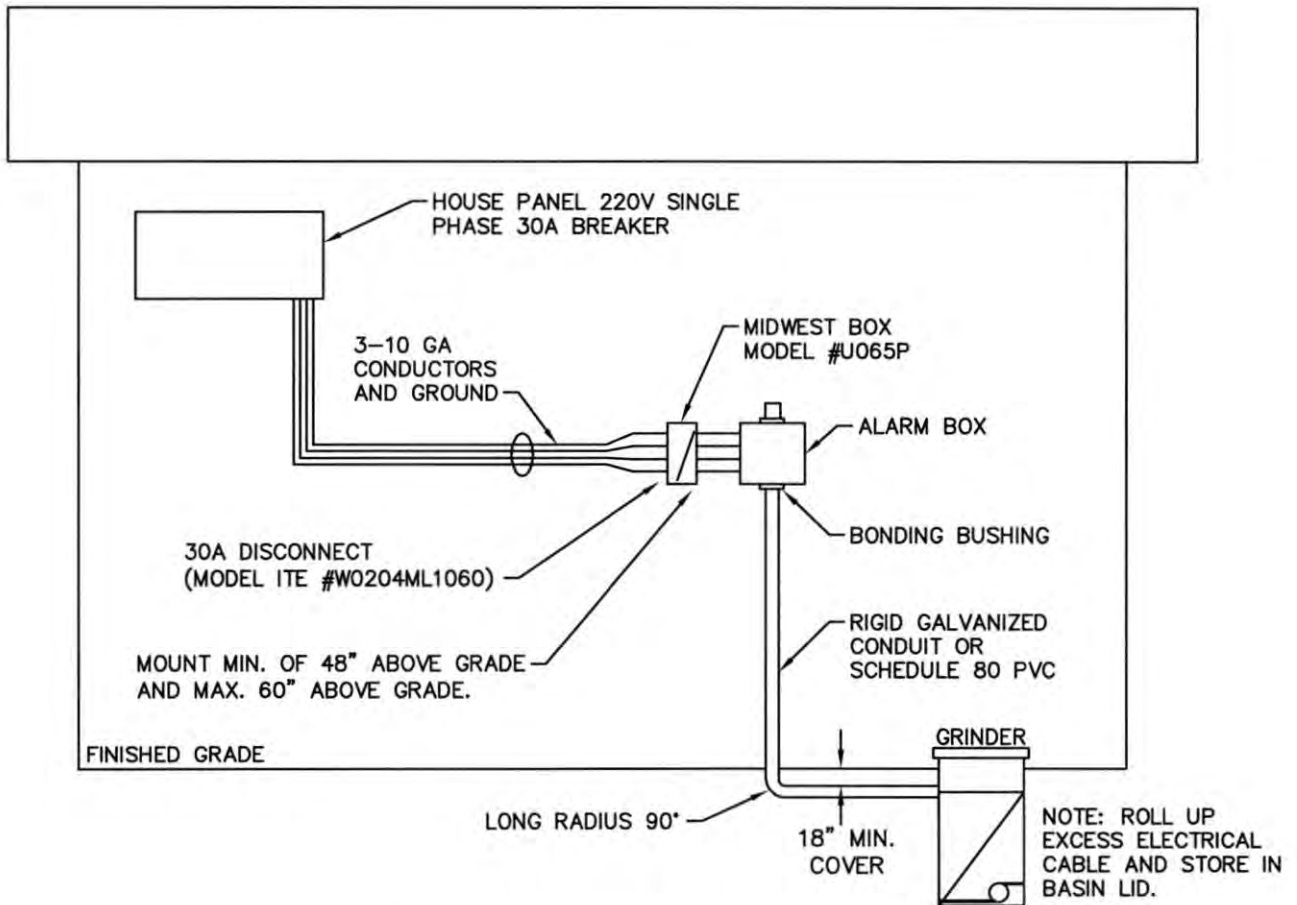 HOUSE PANEL 220V SINGLE
PHASE 30A BREAKER
3-10 GA
CONDUCTORS
AND GROUND
MIDWEST BOX
MODEL #U065P
ALARM BOX
BONDING BUSHING
30A DISCONNECT
(MODEL ITE #W0204ML1060)
MOUNT MIN. OF 48" ABOVE GRADE
AND MAX. 60" ABOVE GRADE.
RIGID GALVANIZED
CONDUIT OR
SCHEDULE 80 PVC
FINISHED GRADE
GRINDER
LONG RADIUS 90°
18" MIN.
COVER
NOTE: ROLL UP
EXCESS ELECTRICAL
CABLE AND STORE IN
BASIN LID.